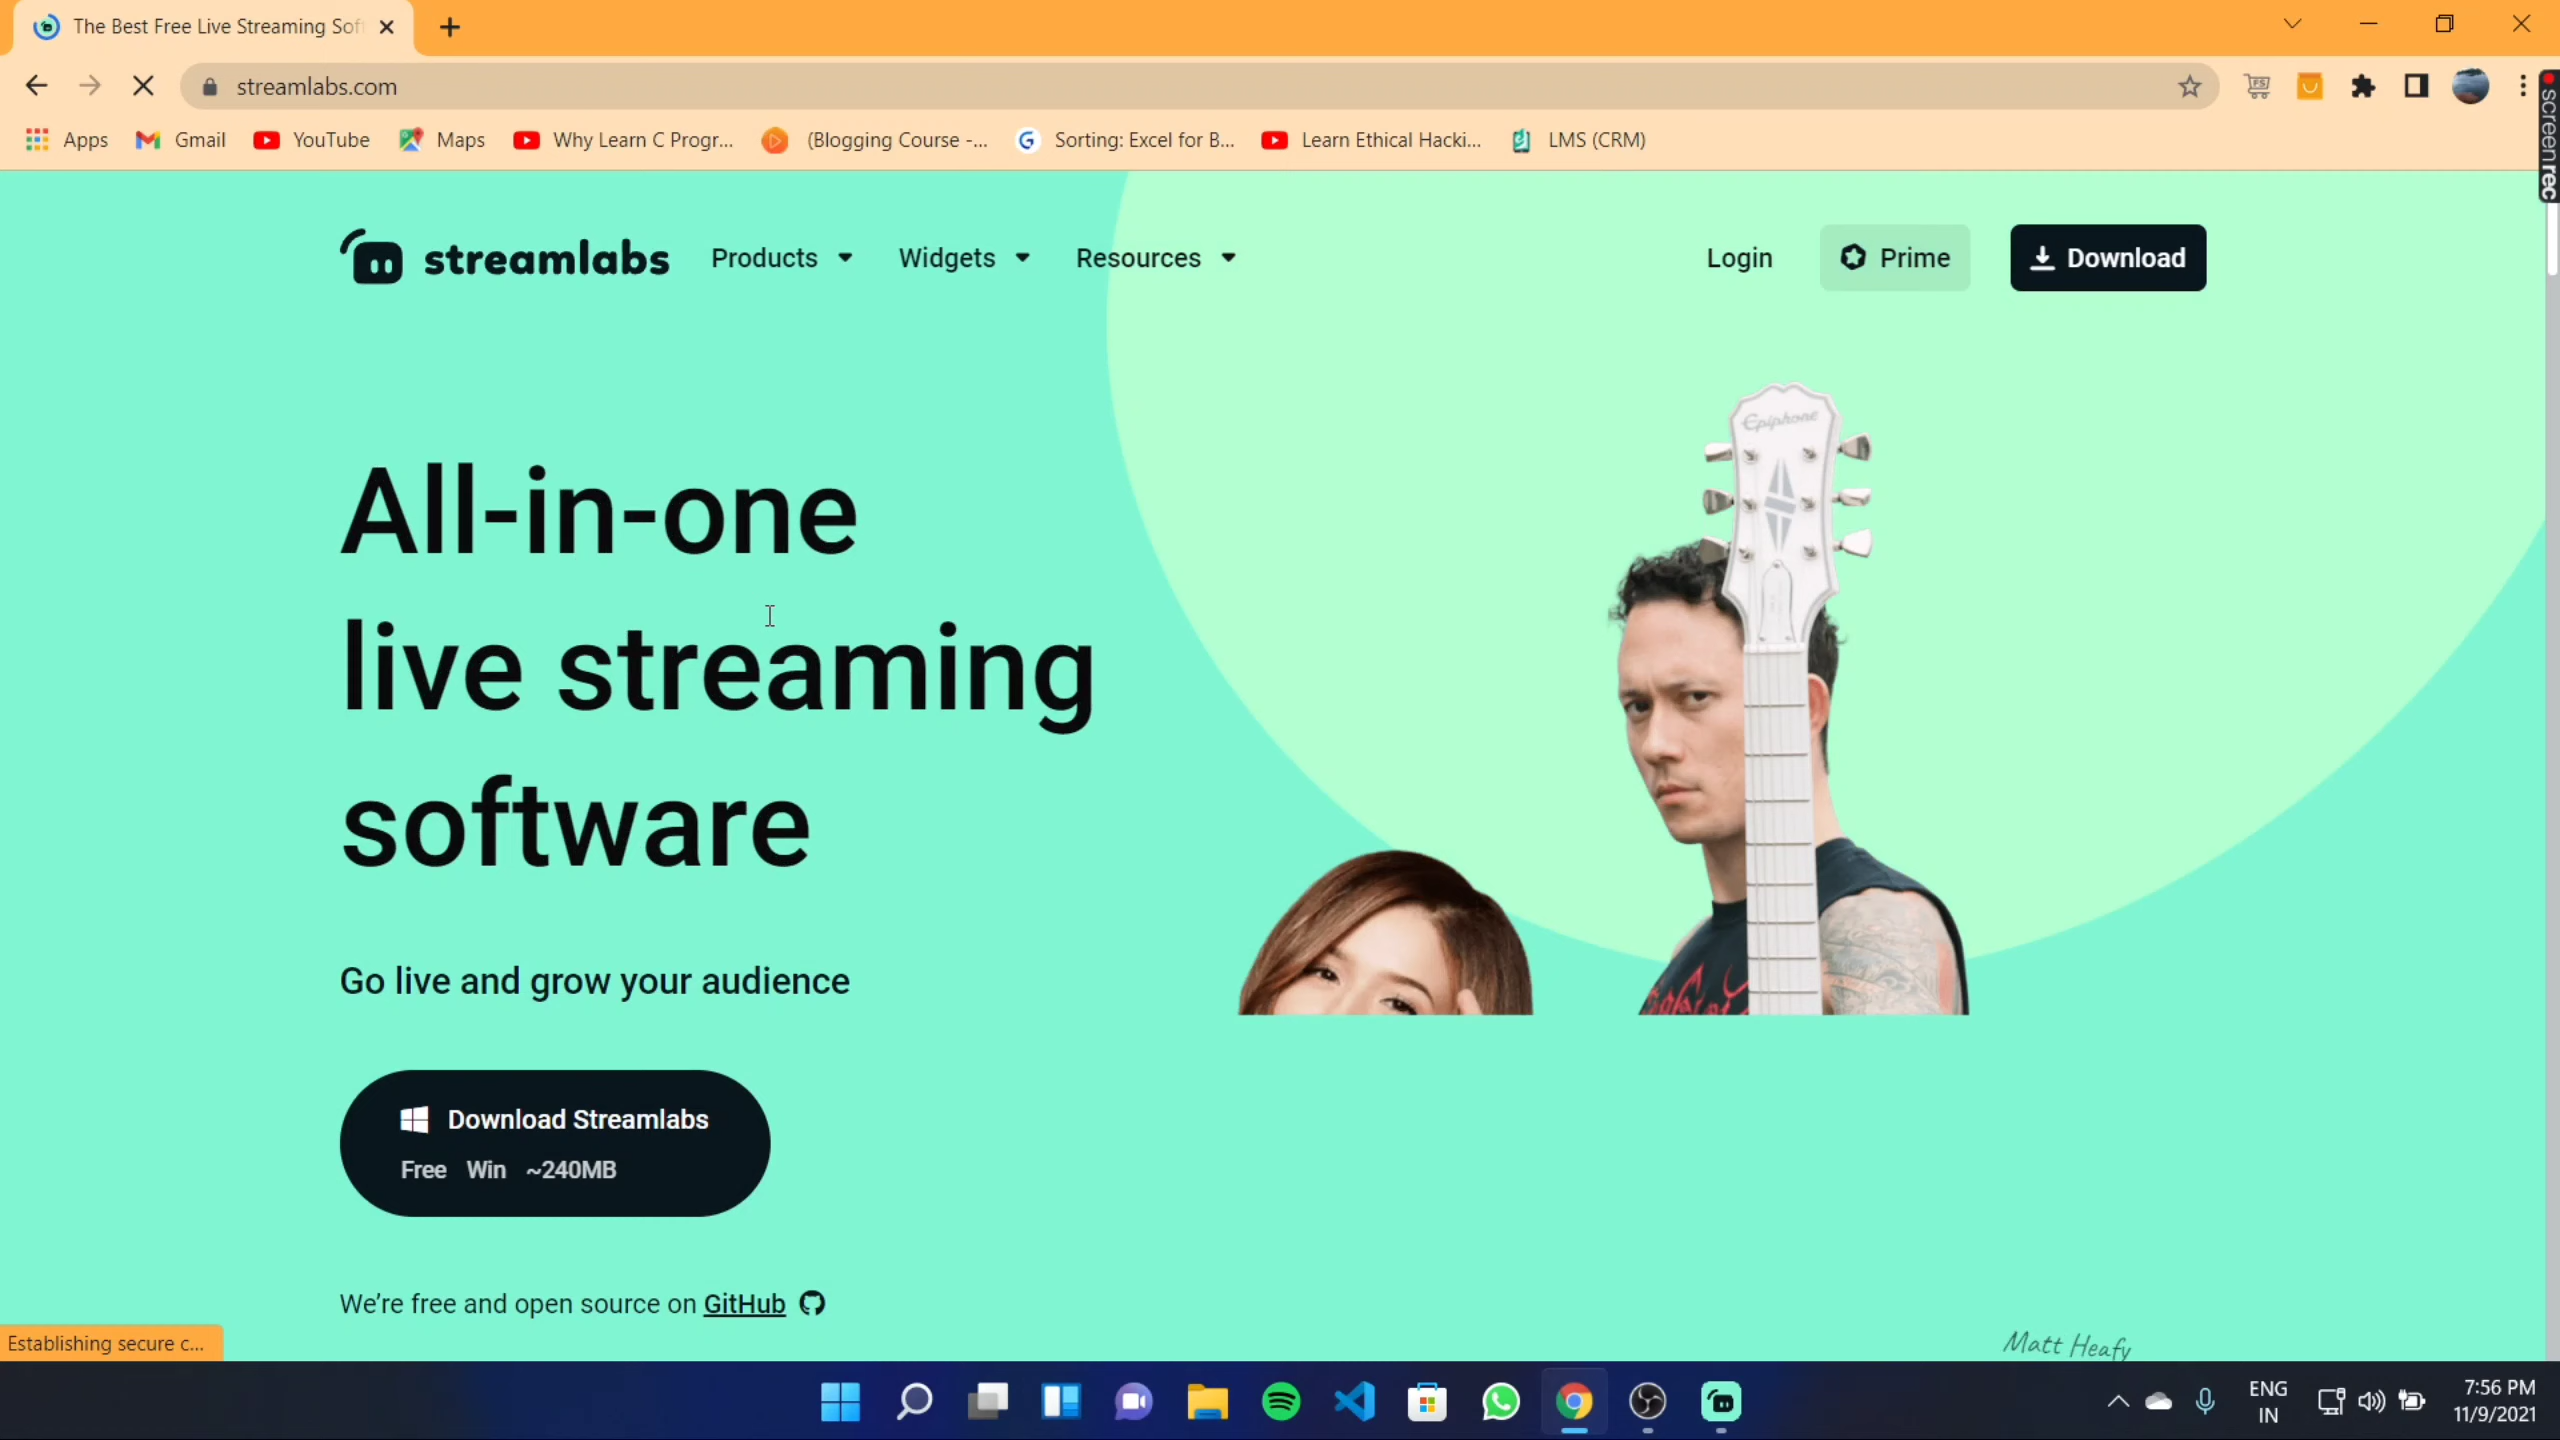 The Best Free Live Streaming Sof
streamlabs.com
Apps Gmail YouTube Maps Why Learn C Progr... (Blogging Course -... Sorting: Excel for B... Learn Ethical Hacki... LMS (CRM)
screenrec
streamlabs Products Widgets Resources Login Prime Download
Epiphone
All-in-one
live streaming
software
Go live and grow your audience
Download Streamlabs
Free Win ~240MB
We're free and open source on GitHub
Establishing secure c...
Matt Heafy
ENG
IN
7:56 PM
11/9/2021